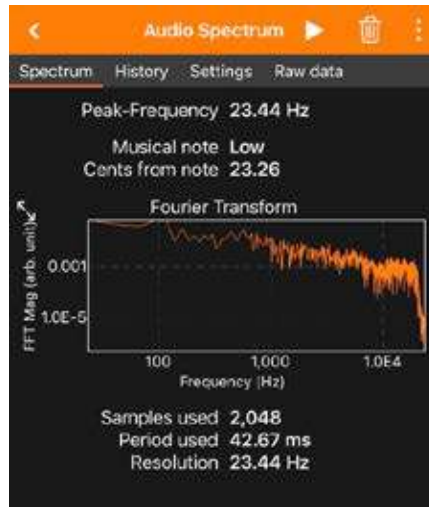 Audio Spectrum
Spectrum History Settings Raw data
Peak-Frequency 23.44 Hz
Musical note Low
Cents from note 23.26
Fourier Transform
FFT Mag (arb. unit)
0.001
1.0E-5
100 1,000 1.0E4
Frequency (Hz)
Samples used 2,048
Period used 42.67 ms
Resolution 23.44 Hz